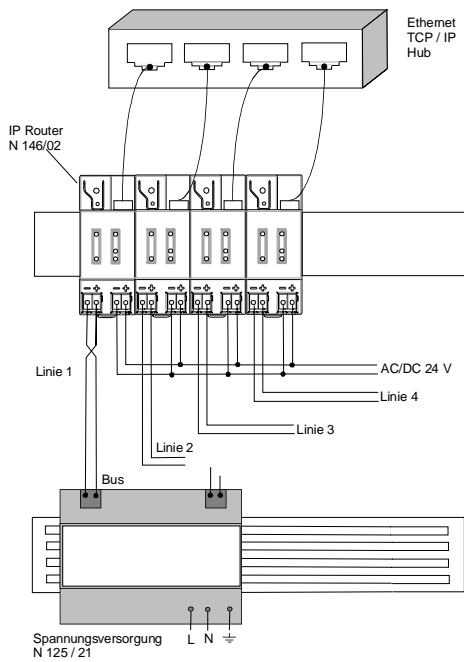 Ethernet
TCP / IP
Hub
IP Router
N 146/02
- + - + - + - + - + - + - + - +
Linie 1
AC/DC 24 V
Linie 4
Linie 3
Linie 2
Bus
L N
Spannungsversorgung
N 125 / 21